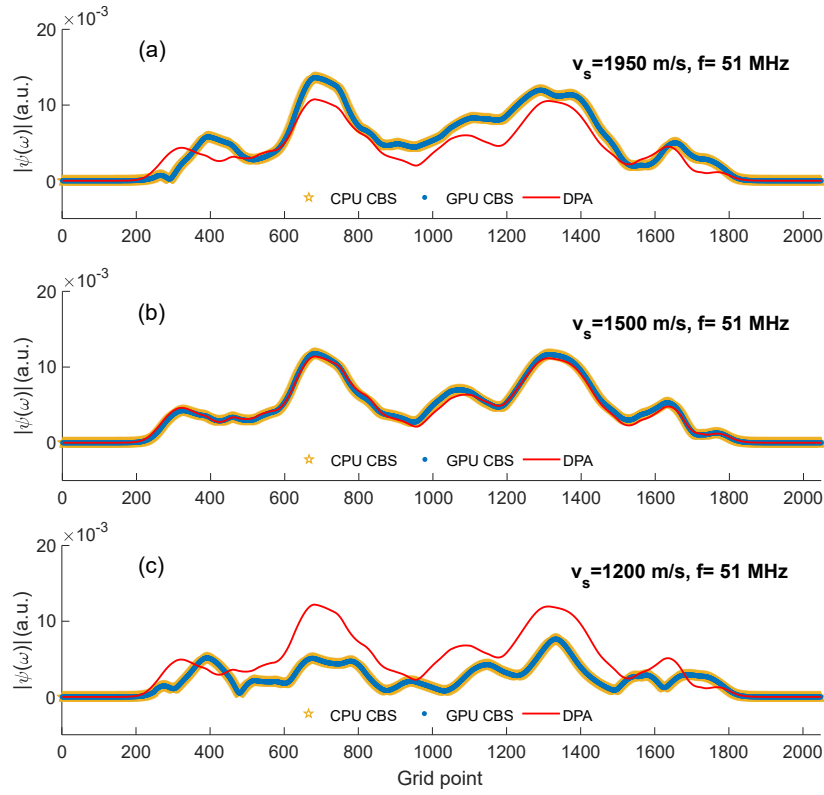 ×10⁻³
20
(a)
v_s=1950 m/s, f= 51 MHz
10
|ψ(ω)| (a.u.)
0
CPU CBS GPU CBS DPA
0 200 400 600 800 1000 1200 1400 1600 1800 2000
×10⁻³
20
(b)
v_s=1500 m/s, f= 51 MHz
10
|ψ(ω)| (a.u.)
0
CPU CBS GPU CBS DPA
0 200 400 600 800 1000 1200 1400 1600 1800 2000
×10⁻³
20
(c)
v_s=1200 m/s, f= 51 MHz
10
|ψ(ω)| (a.u.)
0
CPU CBS GPU CBS DPA
0 200 400 600 800 1000 1200 1400 1600 1800 2000
Grid point